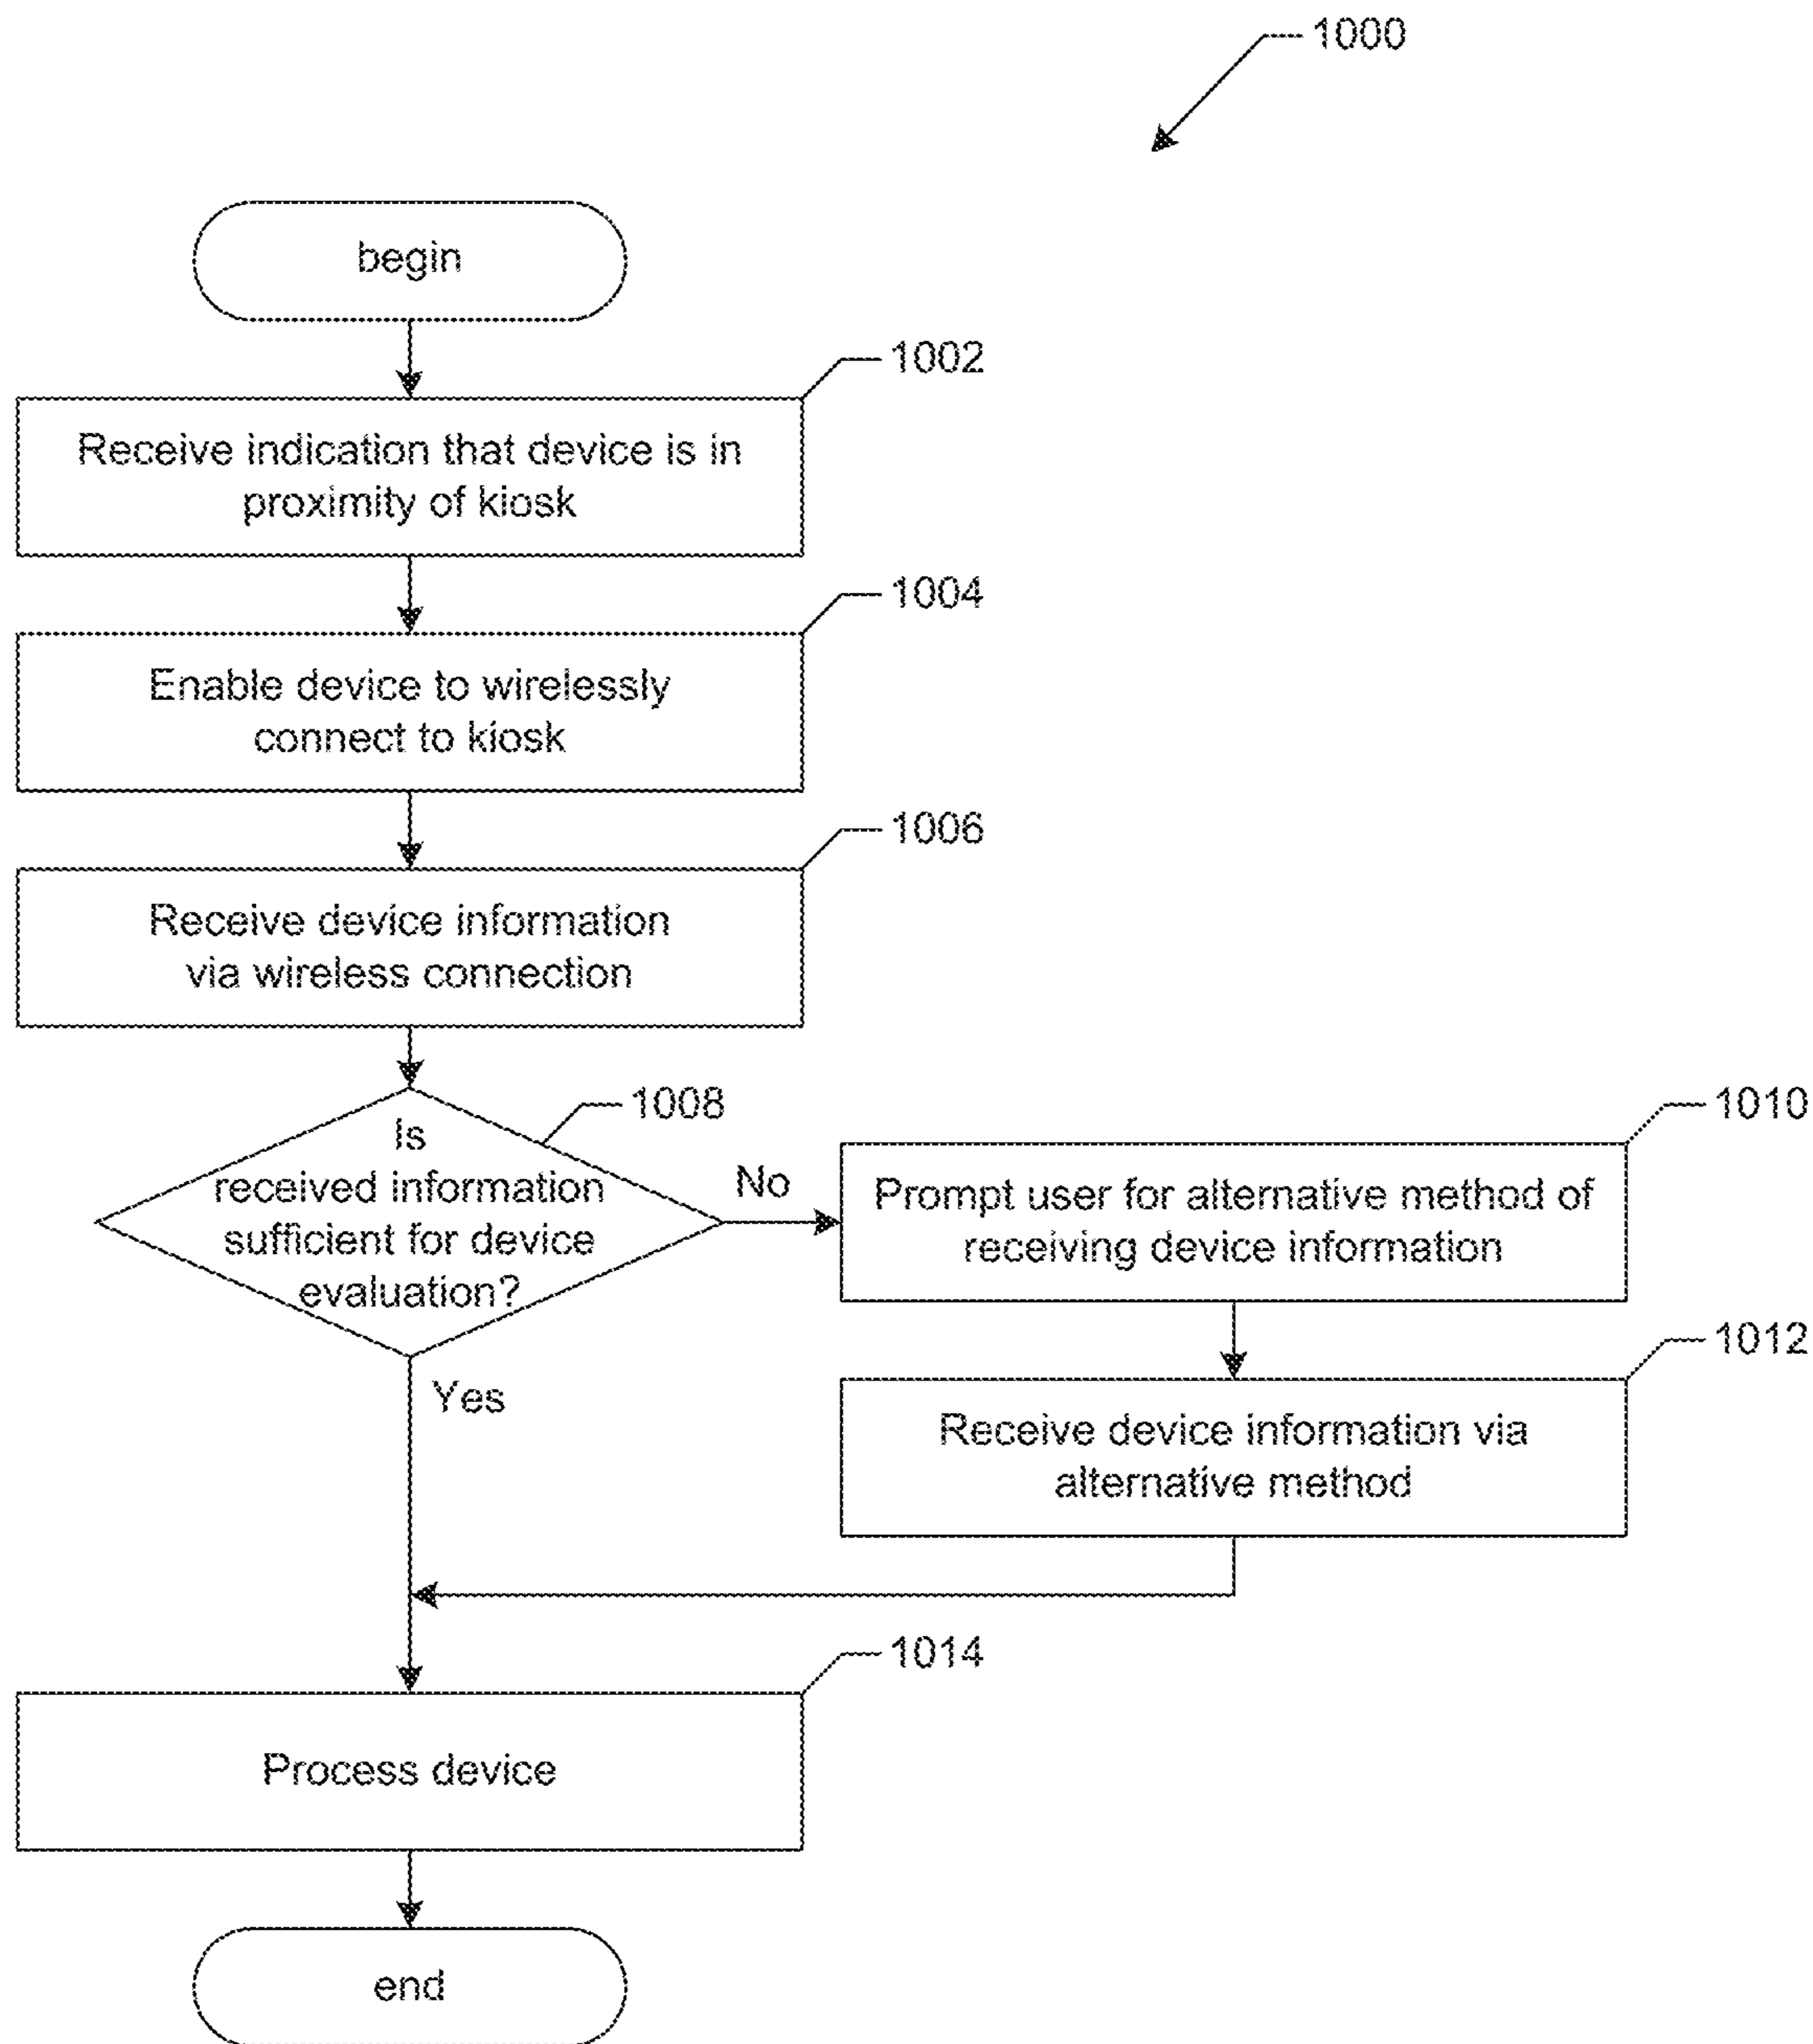 1000
begin
1002
Receive indication that device is in
proximity of kiosk
1004
Enable device to wirelessly
connect to kiosk
1006
Receive device information
via wireless connection
1008
Is
received information
sufficient for device
evaluation?
No
Yes
1010
Prompt user for alternative method of
receiving device information
1012
Receive device information via
alternative method
1014
Process device
end